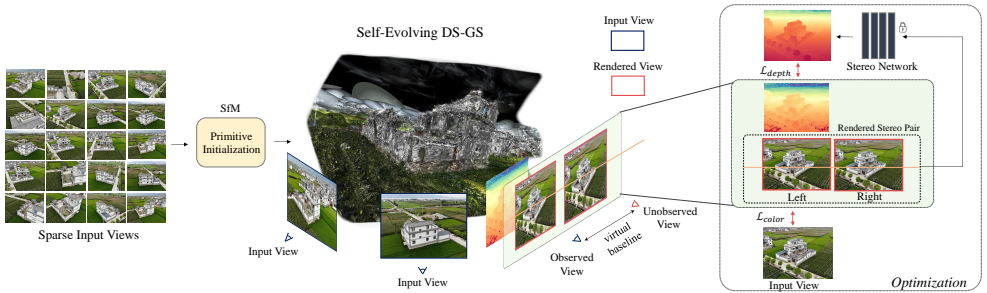 Sparse Input Views
SfM
Primitive
Initialization
Self-Evolving DS-GS
Input View
Input View
Input View
Rendered View
Observed
View
virtual
baseline
Unobserved
View
Stereo Network
ℒdepth
Rendered Stereo Pair
Left
Right
ℒcolor
Input View
Optimization